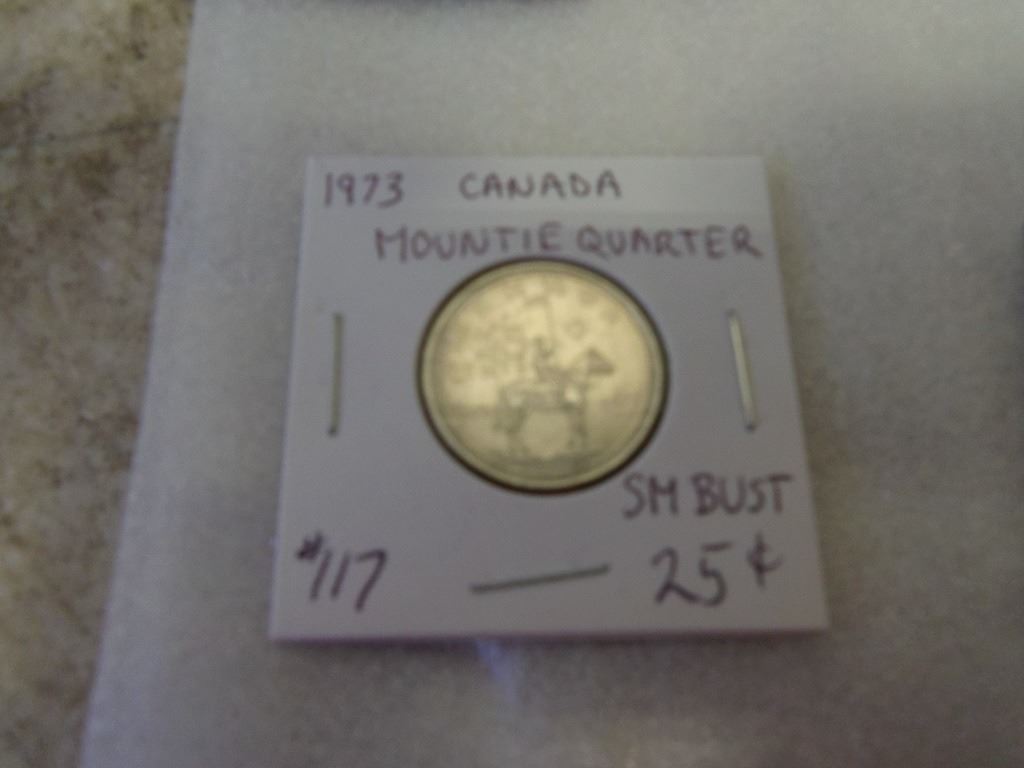 1973 CANADA
MOUNTIE QUARTER
SM BUST
#117
25¢